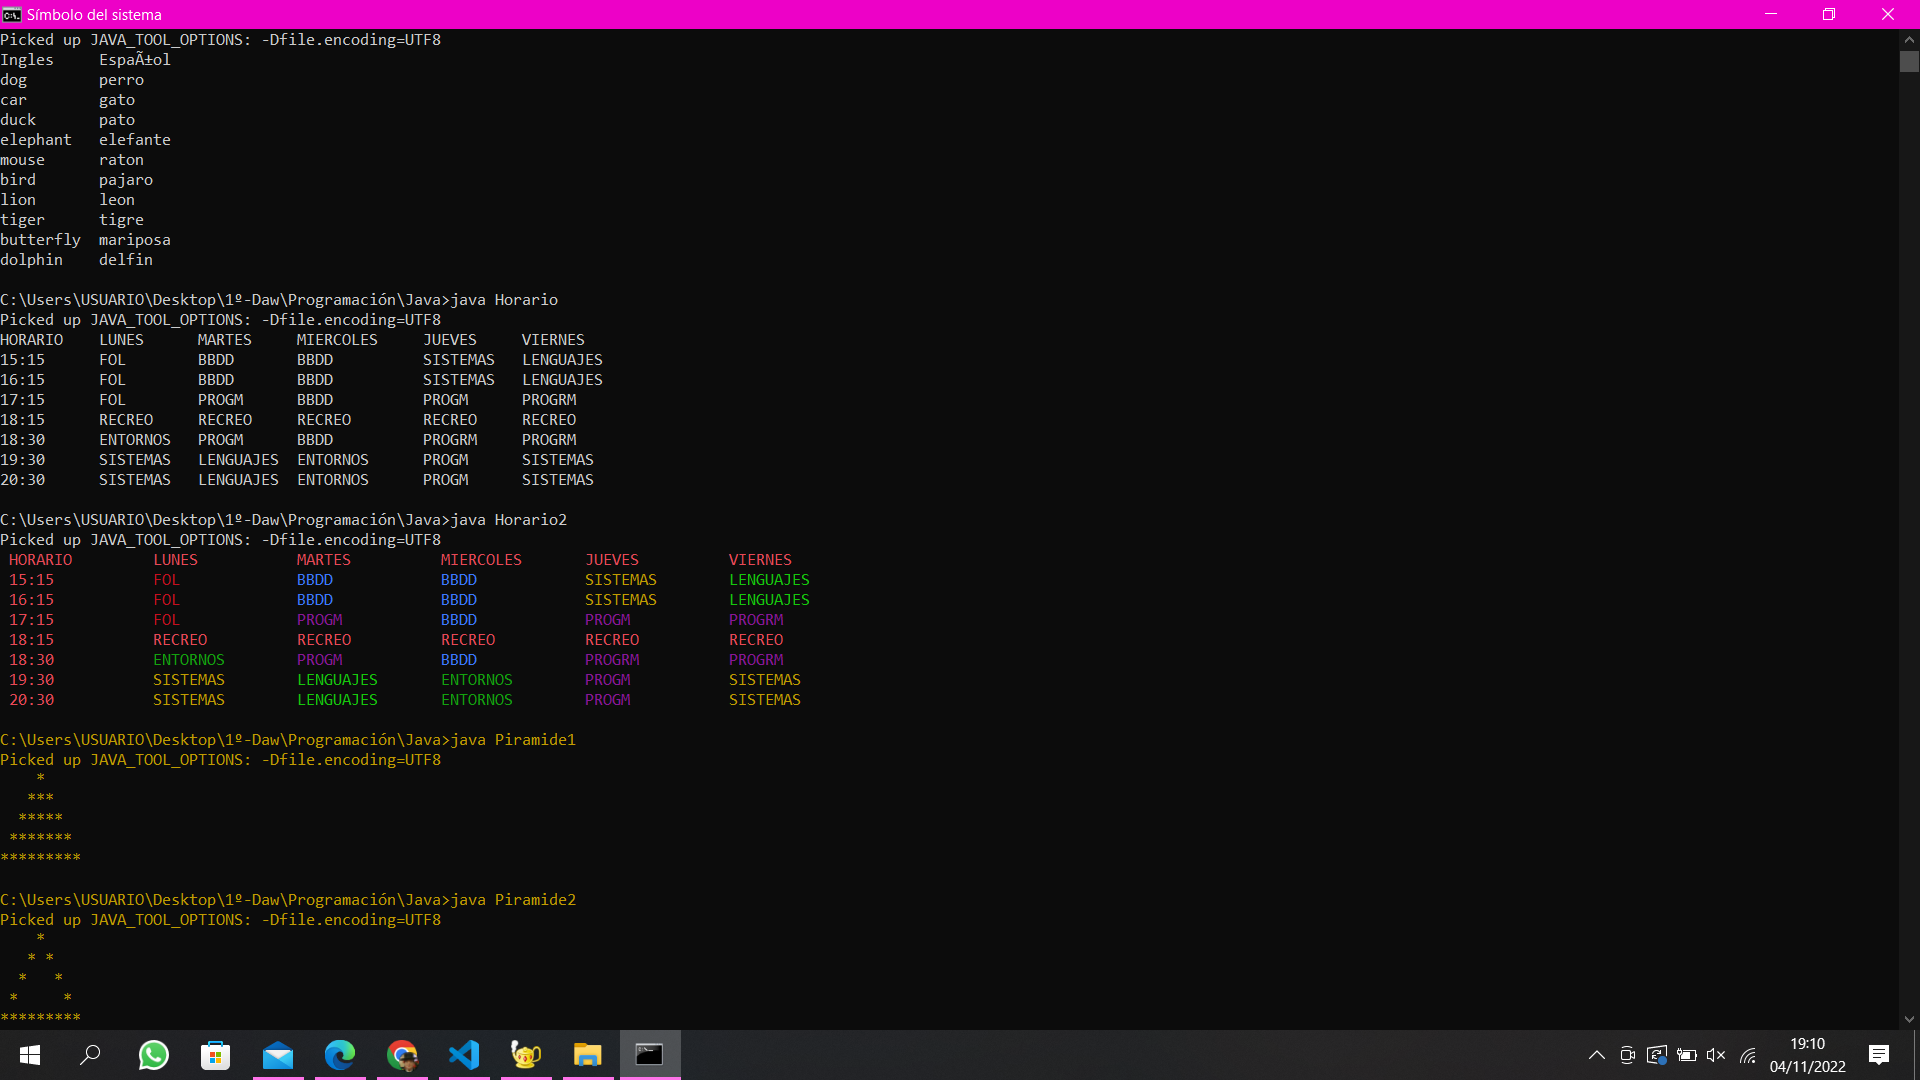 Símbolo del sistema
Picked up JAVA_TOOL_OPTIONS: -Dfile.encoding=UTF8
Ingles     EspaÃ±ol
dog        perro
car        gato
duck       pato
elephant   elefante
mouse      raton
bird       pajaro
lion       leon
tiger      tigre
butterfly  mariposa
dolphin    delfin
C:\Users\USUARIO\Desktop\1º-Daw\Programación\Java>java Horario
Picked up JAVA_TOOL_OPTIONS: -Dfile.encoding=UTF8
HORARIO    LUNES      MARTES     MIERCOLES     JUEVES     VIERNES
15:15      FOL        BBDD       BBDD          SISTEMAS   LENGUAJES
16:15      FOL        BBDD       BBDD          SISTEMAS   LENGUAJES
17:15      FOL        PROGM      BBDD          PROGM      PROGRM
18:15      RECREO     RECREO     RECREO        RECREO     RECREO
18:30      ENTORNOS   PROGM      BBDD          PROGRM     PROGRM
19:30      SISTEMAS   LENGUAJES  ENTORNOS      PROGM      SISTEMAS
20:30      SISTEMAS   LENGUAJES  ENTORNOS      PROGM      SISTEMAS
C:\Users\USUARIO\Desktop\1º-Daw\Programación\Java>java Horario2
Picked up JAVA_TOOL_OPTIONS: -Dfile.encoding=UTF8
 HORARIO         LUNES           MARTES          MIERCOLES       JUEVES          VIERNES
 15:15           FOL             BBDD            BBDD            SISTEMAS        LENGUAJES
 16:15           FOL             BBDD            BBDD            SISTEMAS        LENGUAJES
 17:15           FOL             PROGM           BBDD            PROGM           PROGRM
 18:15           RECREO          RECREO          RECREO          RECREO          RECREO
 18:30           ENTORNOS        PROGM           BBDD            PROGRM          PROGRM
 19:30           SISTEMAS        LENGUAJES       ENTORNOS        PROGM           SISTEMAS
 20:30           SISTEMAS        LENGUAJES       ENTORNOS        PROGM           SISTEMAS
C:\Users\USUARIO\Desktop\1º-Daw\Programación\Java>java Piramide1
Picked up JAVA_TOOL_OPTIONS: -Dfile.encoding=UTF8
    *
   ***
  *****
 *******
*********
C:\Users\USUARIO\Desktop\1º-Daw\Programación\Java>java Piramide2
Picked up JAVA_TOOL_OPTIONS: -Dfile.encoding=UTF8
    *
   * *
  *   *
 *     *
*********
19:10
04/11/2022